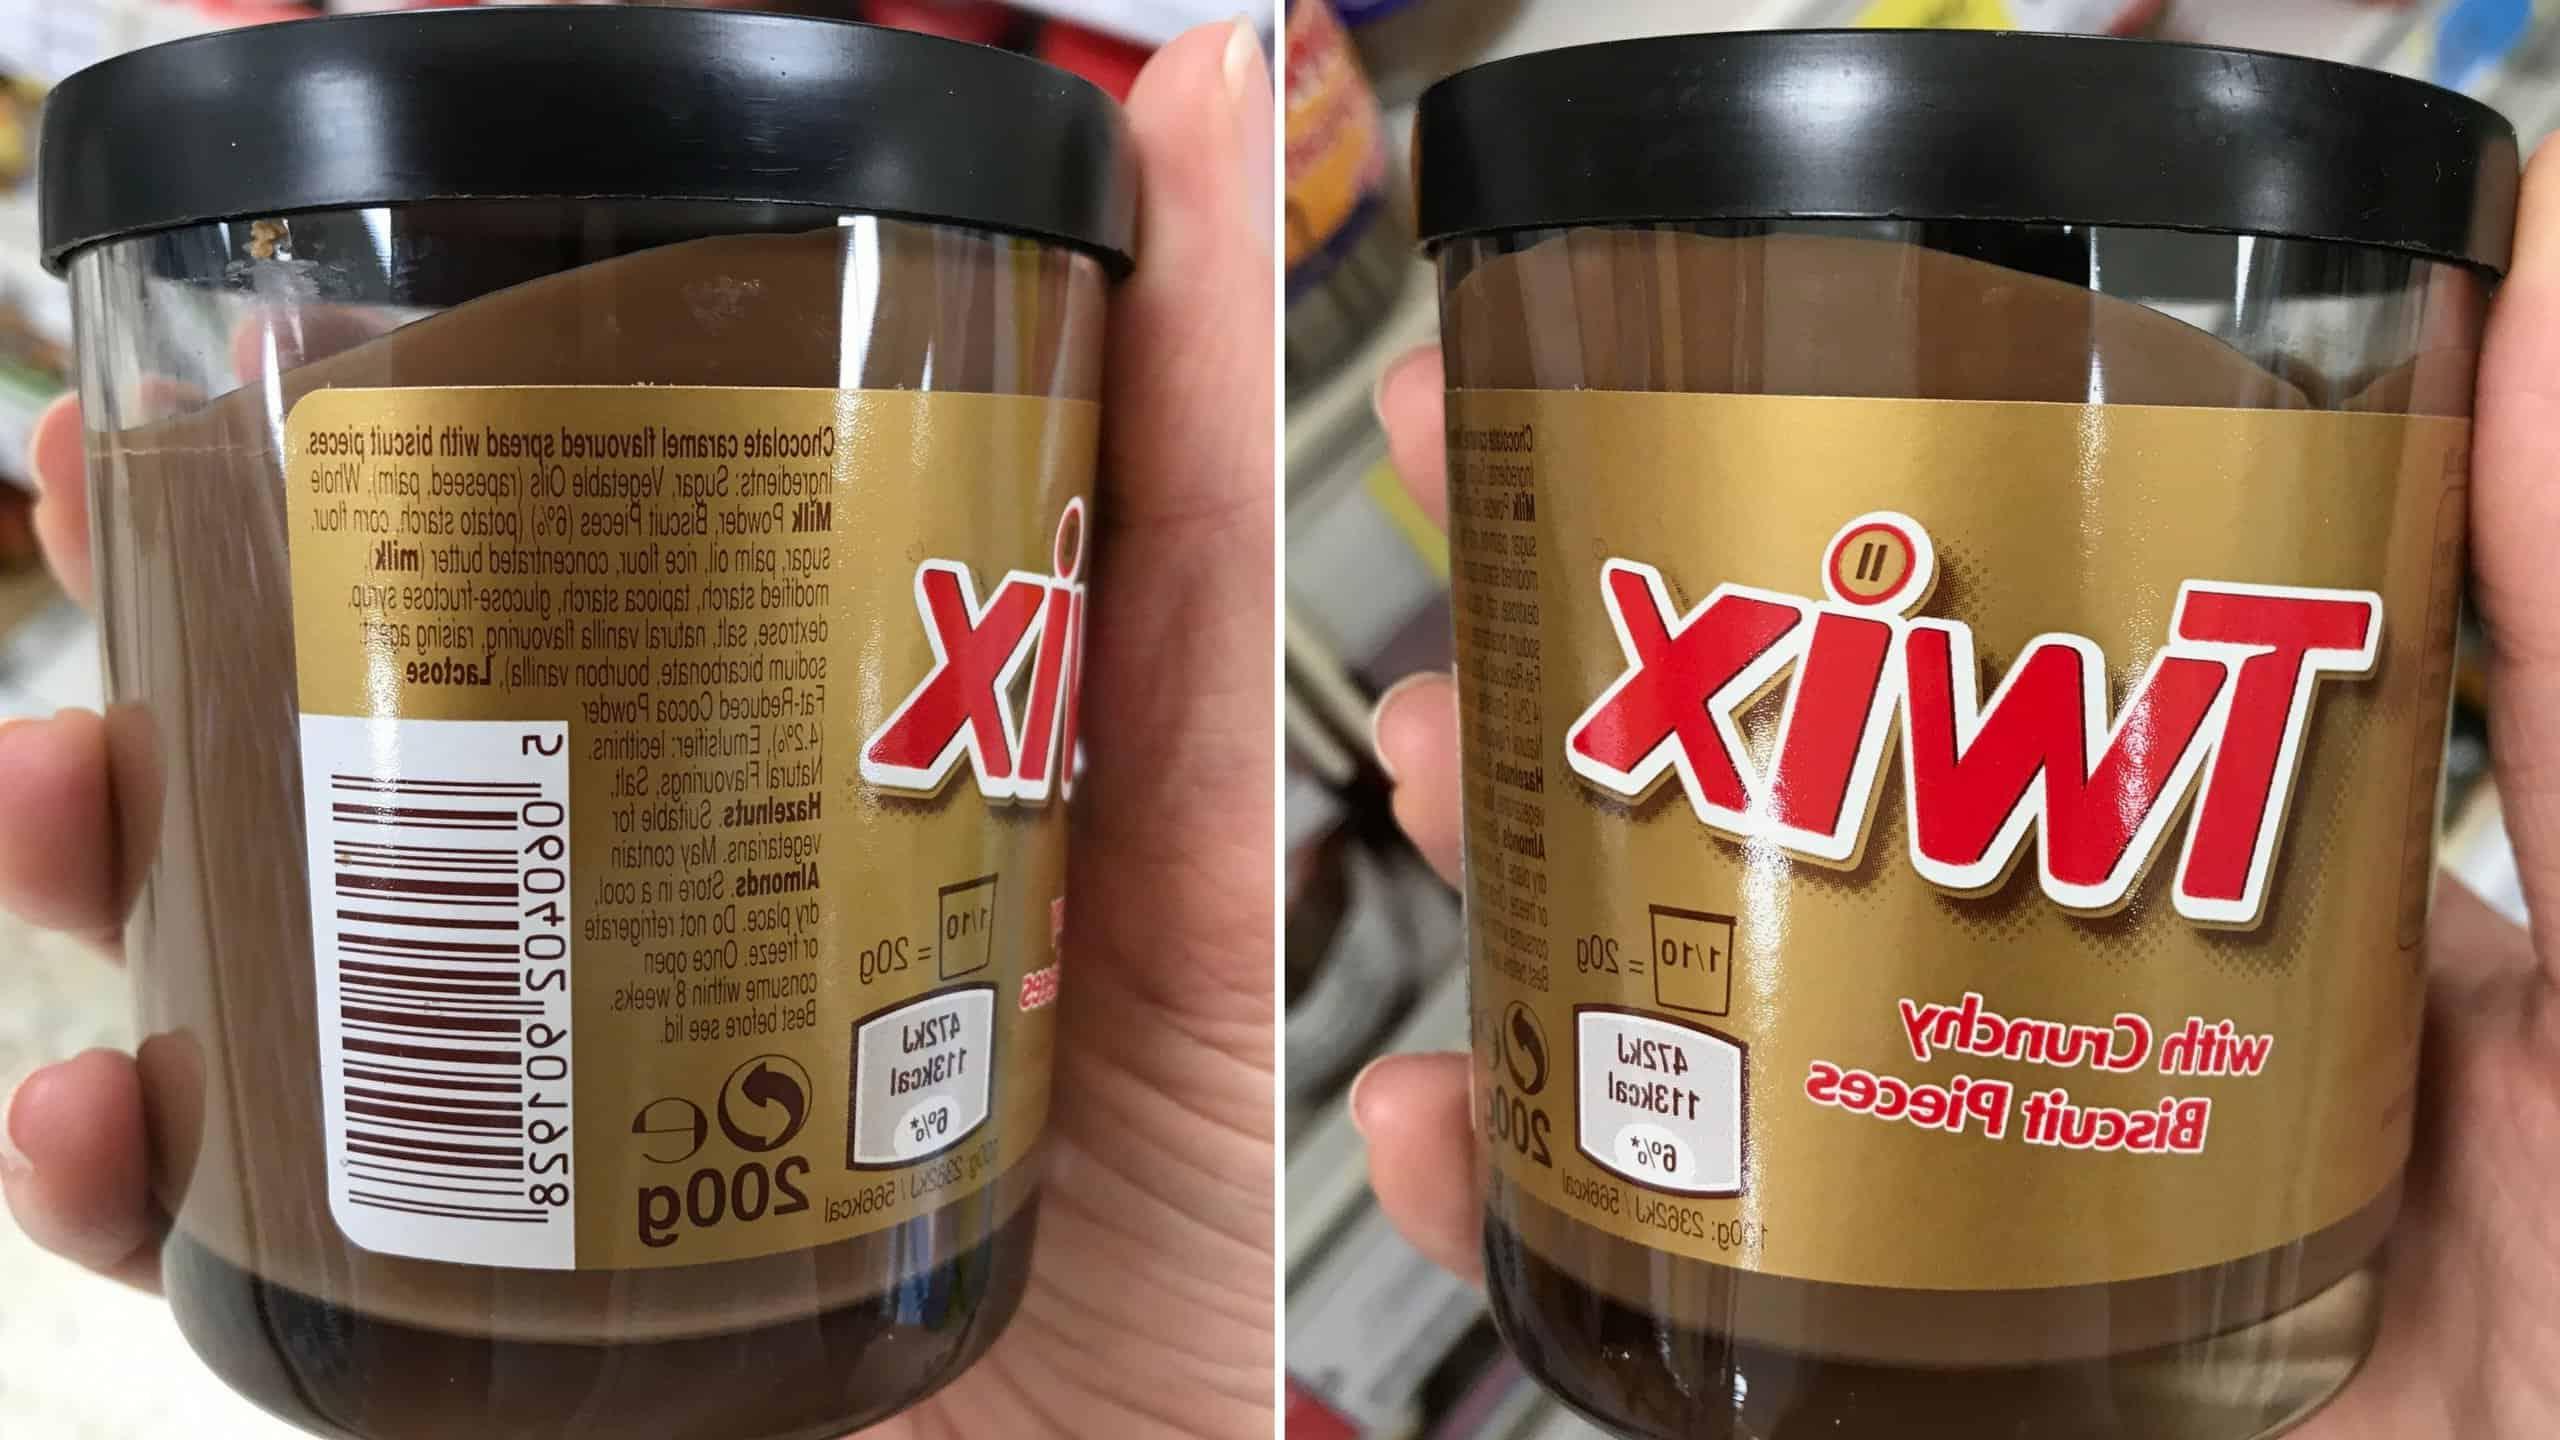 Chocolate caramel flavoured spread with biscuit pieces.
Ingredients: Sugar, Vegetable Oils (rapeseed, palm), Whole
Milk Powder, Biscuit Pieces (6%) (potato starch, corn flour,
sugar, palm oil, rice flour, concentrated butter (milk),
modified starch, tapioca starch, glucose-fructose syrup,
dextrose, salt, natural vanilla flavouring, raising agent:
sodium bicarbonate, bourbon vanilla), Lactose
Fat-Reduced Cocoa Powder
(4.2%), Emulsifier: lecithins.
Natural Flavourings, Salt,
Hazelnuts. Suitable for
vegetarians. May contain
Almonds. Store in a cool,
dry place. Do not refrigerate
or freeze. Once open
consume within 8 weeks.
Best before see lid.
5 060402 901928
200g e
1/10 = 20g
472kJ
113kcal
6%*
100g: 2362kJ / 566kcal
Twix
with Crunchy
Biscuit Pieces
1/10 = 20g
472kJ
113kcal
6%*
100g: 2362kJ / 566kcal
200g